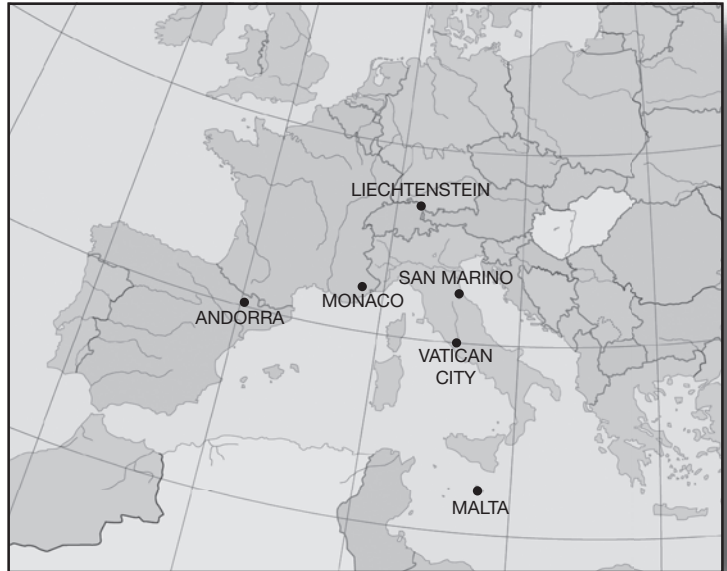 LIECHTENSTEIN
SAN MARINO
MONACO
ANDORRA
VATICAN
CITY
MALTA